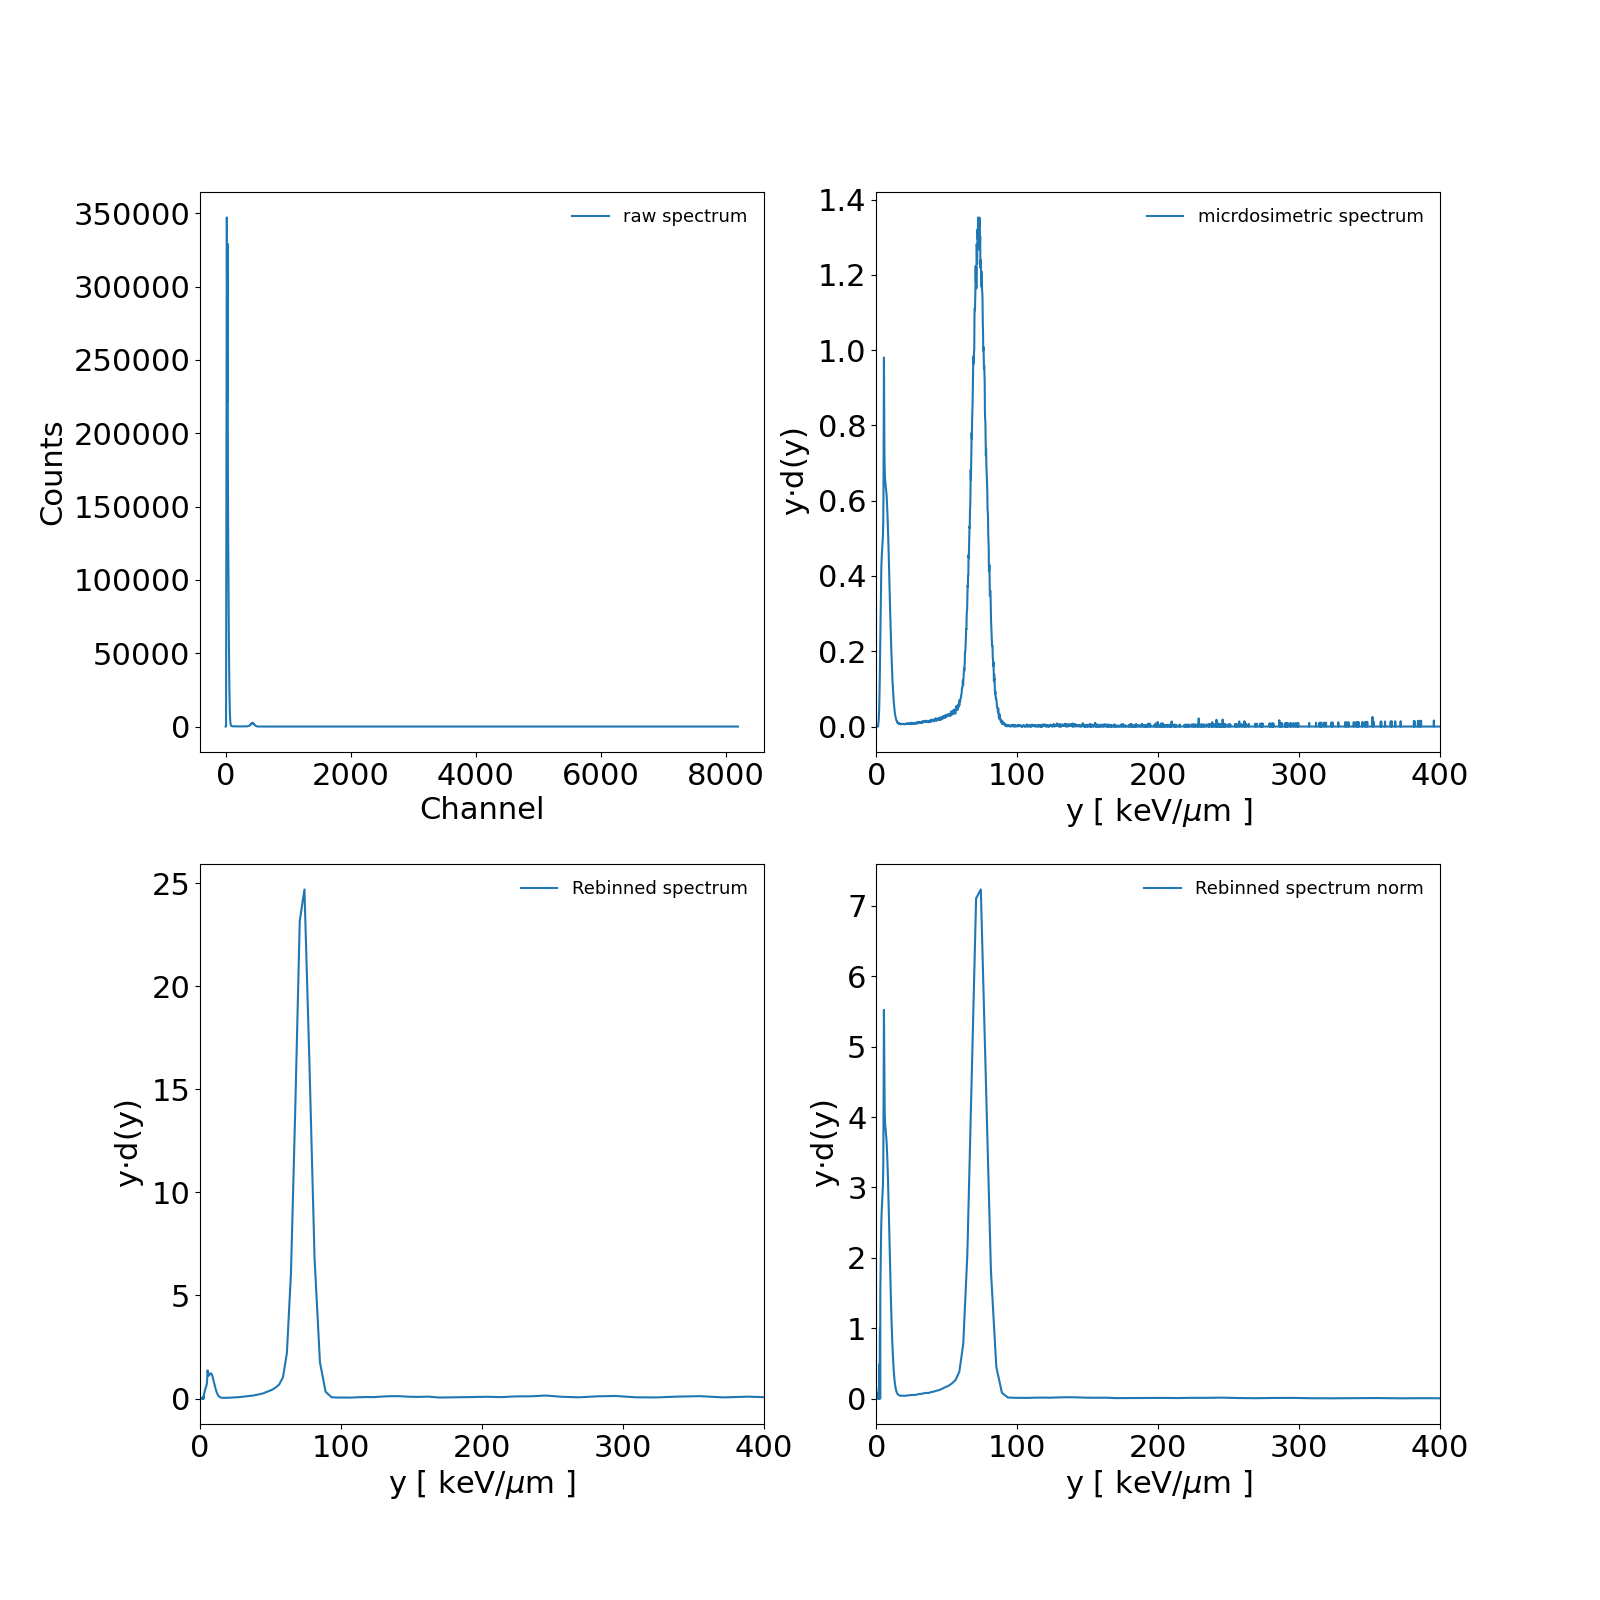 raw spectrum
350000
300000
250000
200000
150000
100000
50000
0
Counts
0 2000 4000 6000 8000
Channel
micrdosimetric spectrum
1.4
1.2
1.0
0.8
0.6
0.4
0.2
0.0
y·d(y)
0 100 200 300 400
y [ keV/μm ]
Rebinned spectrum
25
20
15
10
5
0
y·d(y)
0 100 200 300 400
y [ keV/μm ]
Rebinned spectrum norm
7
6
5
4
3
2
1
0
y·d(y)
0 100 200 300 400
y [ keV/μm ]